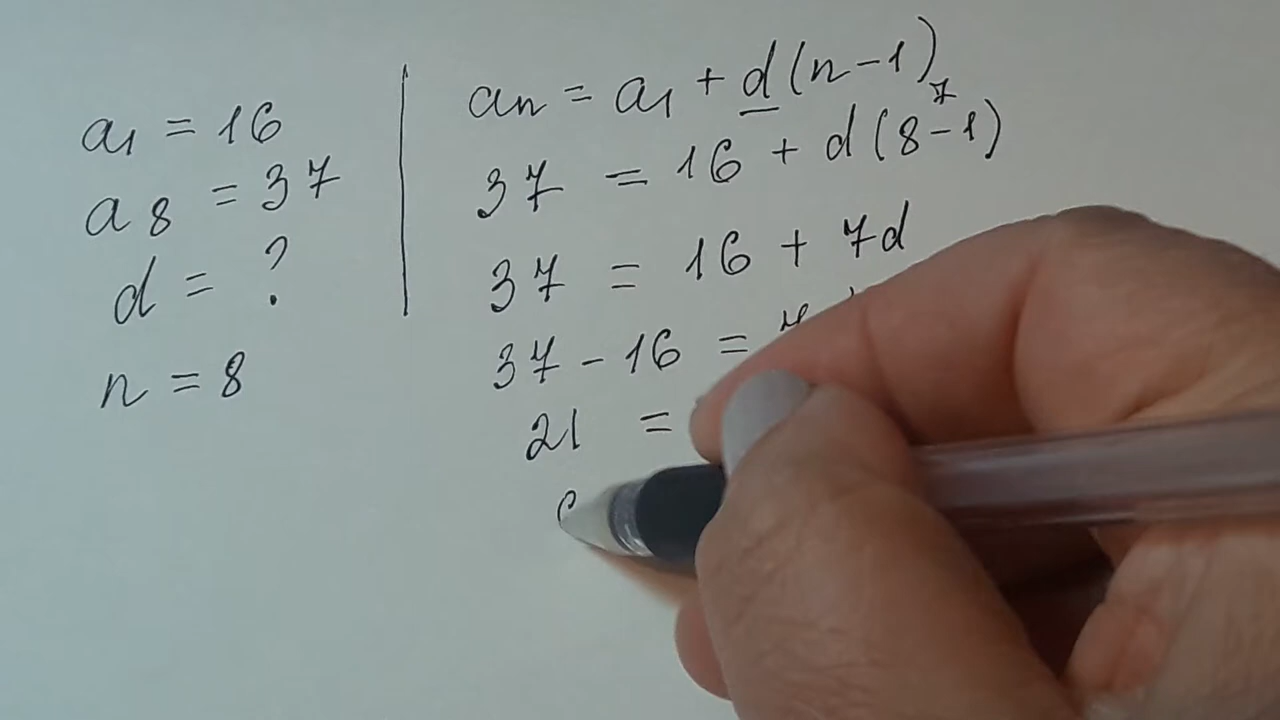 a1 = 16
a8 = 37
d = ?
n = 8
an = a1 + d(n-1)
7
37 = 16 + d(8-1)
37 = 16 + 7d
37 - 16 = 7
21 =